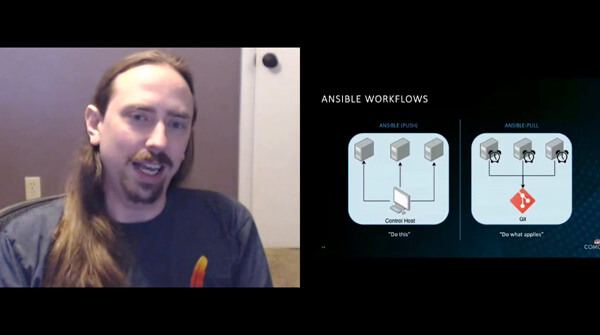 ANSIBLE WORKFLOWS
ANSIBLE (PUSH)
ANSIBLE-PULL
Control Host
Git
"Do this"
"Do what applies"